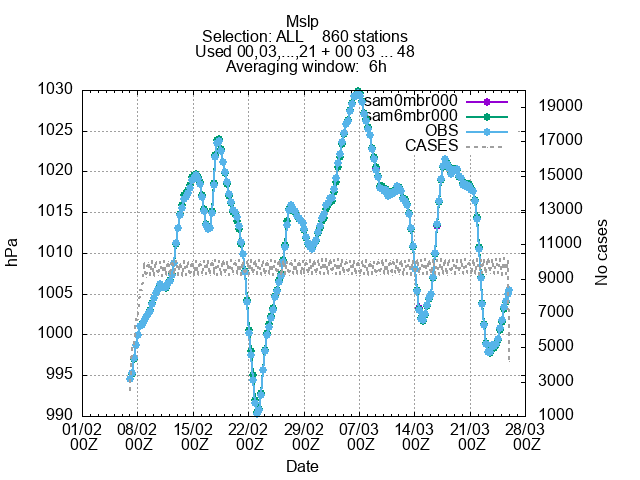 Mslp
Selection: ALL 860 stations
Used 00,03,...,21 + 00 03 ... 48
Averaging window: 6h
1030
1025
1020
1015
1010
1005
1000
995
990
hPa
sam0mbr000
sam6mbr000
OBS
CASES
19000
17000
15000
13000
11000
9000
7000
5000
3000
1000
No cases
01/02 08/02 15/02 22/02 29/02 07/03 14/03 21/03 28/03
00Z 00Z 00Z 00Z 00Z 00Z 00Z 00Z 00Z
Date